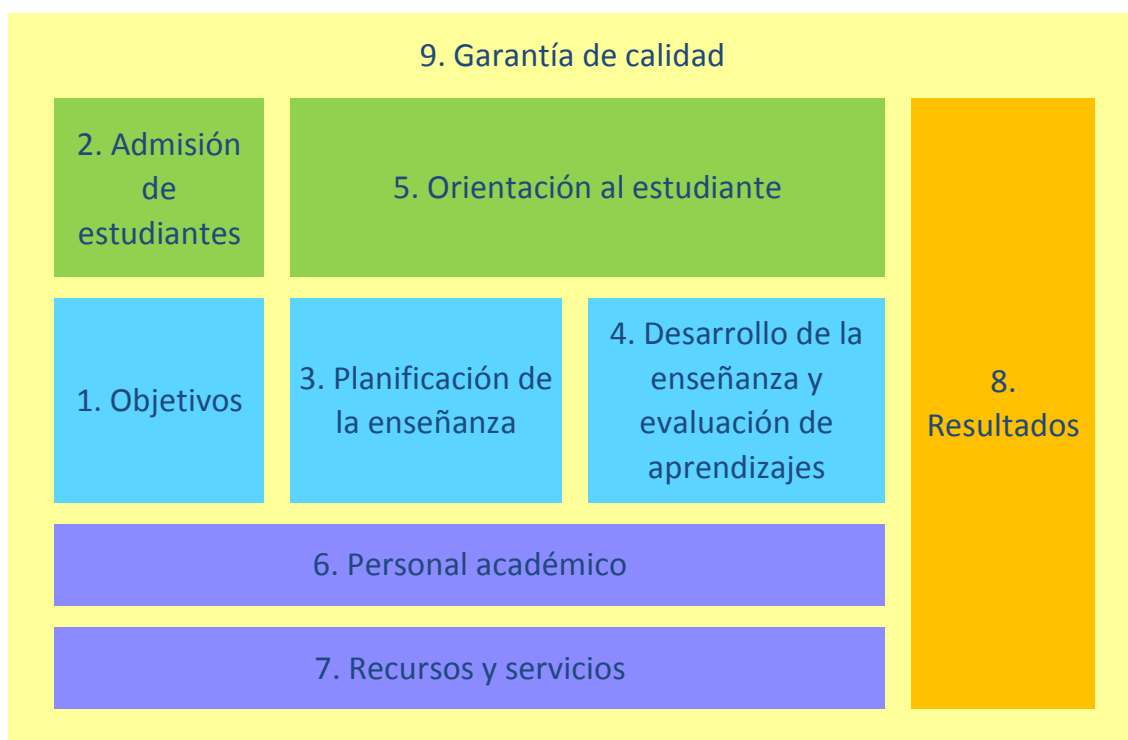 9. Garantía de calidad
2. Admisión
de
estudiantes
5. Orientación al estudiante
1. Objetivos
3. Planificación de
la enseñanza
4. Desarrollo de la
enseñanza y
evaluación de
aprendizajes
8.
Resultados
6. Personal académico
7. Recursos y servicios